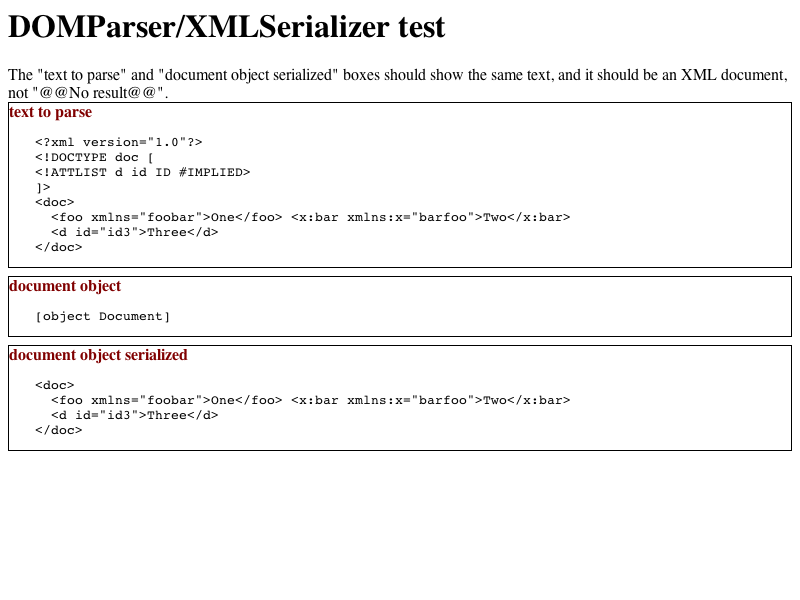 DOMParser/XMLSerializer test
The "text to parse" and "document object serialized" boxes should show the same text, and it should be an XML document,
not "@@No result@@".
text to parse
<?xml version="1.0"?>
<!DOCTYPE doc [
<!ATTLIST d id ID #IMPLIED>
]>
<doc>
  <foo xmlns="foobar">One</foo> <x:bar xmlns:x="barfoo">Two</x:bar>
  <d id="id3">Three</d>
</doc>
document object
[object Document]
document object serialized
<doc>
  <foo xmlns="foobar">One</foo> <x:bar xmlns:x="barfoo">Two</x:bar>
  <d id="id3">Three</d>
</doc>